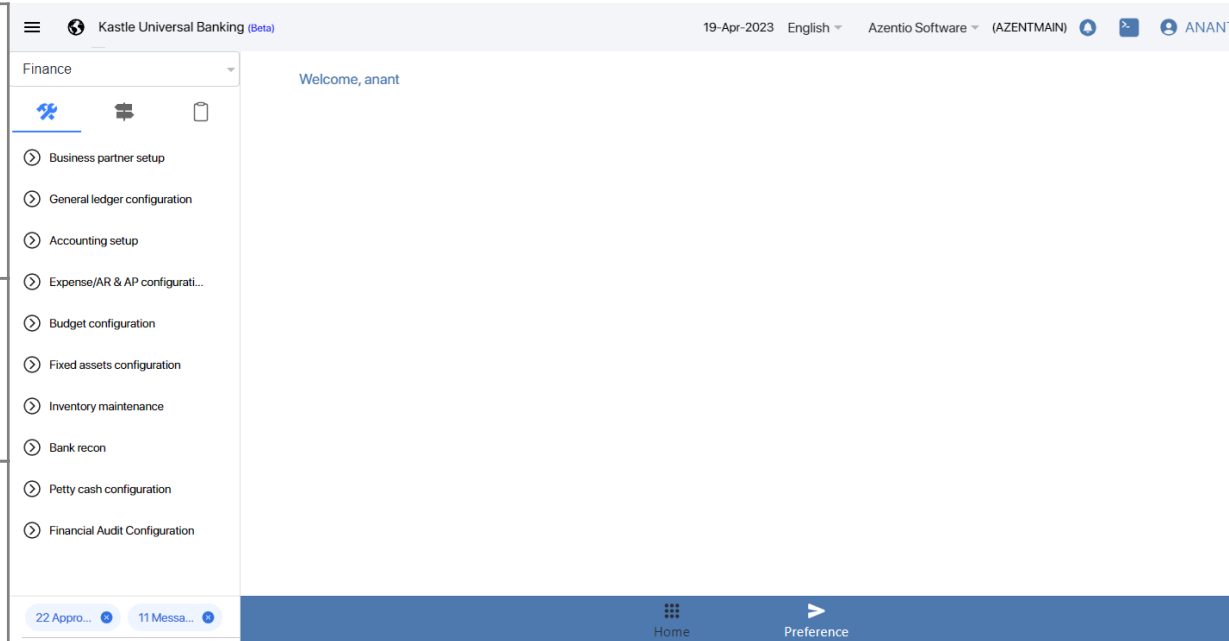 Kastle Universal Banking (Beta)
19-Apr-2023 English Azentio Software (AZENTMAIN) ANANT
Finance
Welcome, anant
Business partner setup
General ledger configuration
Accounting setup
Expense/AR & AP configurati...
Budget configuration
Fixed assets configuration
Inventory maintenance
Bank recon
Petty cash configuration
Financial Audit Configuration
22 Appro... 11 Messa...
Home Preference